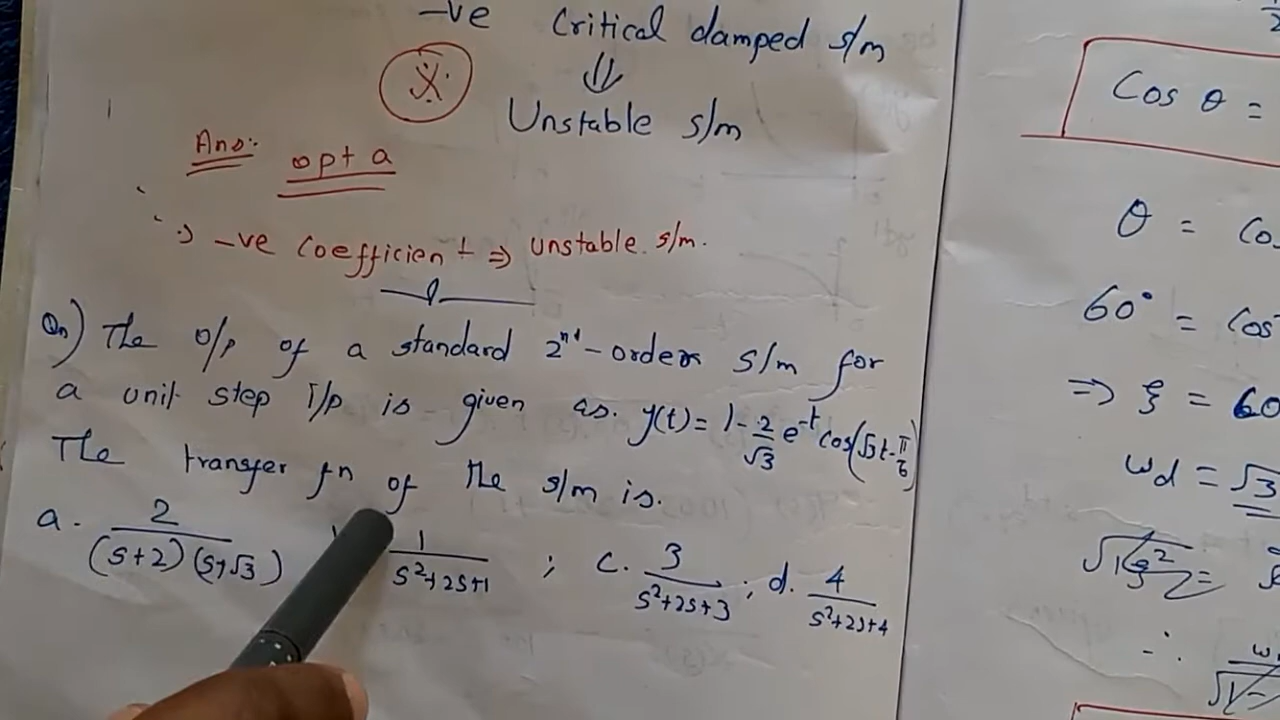 -ve Critical damped s/m
⇓
Unstable s/m
Ans: opt a
∵ -ve coefficient ⇒ unstable s/m.
Qn) The o/p of a standard 2nd-order s/m for
a unit step I/p is given as. y(t)= 1-2/√3 e^-t cos(√3t-π/6)
The transfer fn of the s/m is.
a. 2/(s+2)(s+√3) 1/s²+2s+1 ; c. 3/s²+2s+3 ; d. 4/s²+2s+4
Cos θ =
θ =
60° = Cos
⇒ ξ = 60
ωd = √3